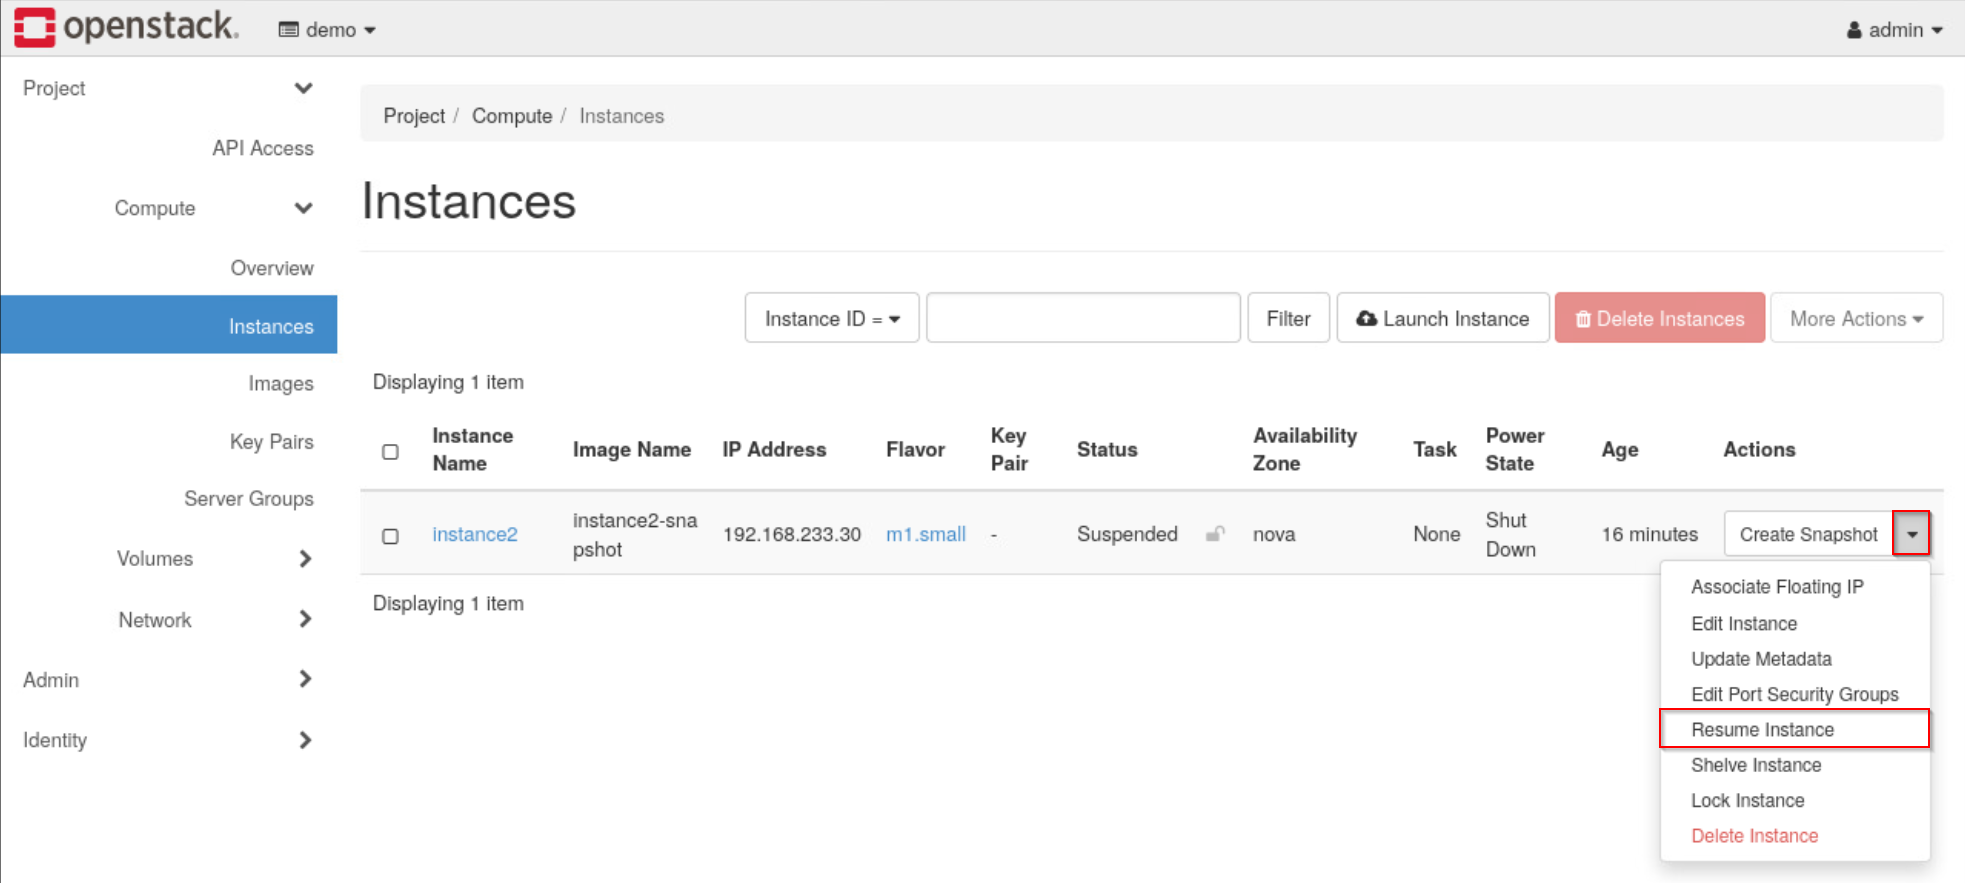 openstack. demo admin
Project
API Access
Compute
Overview
Instances
Images
Key Pairs
Server Groups
Volumes
Network
Admin
Identity
Project / Compute / Instances
Instances
Instance ID = Filter Launch Instance Delete Instances More Actions
Displaying 1 item
Instance Name Image Name IP Address Flavor Key Pair Status Availability Zone Task Power State Age Actions
instance2 instance2-sna pshot 192.168.233.30 m1.small - Suspended nova None Shut Down 16 minutes Create Snapshot
Displaying 1 item
Associate Floating IP
Edit Instance
Update Metadata
Edit Port Security Groups
Resume Instance
Shelve Instance
Lock Instance
Delete Instance